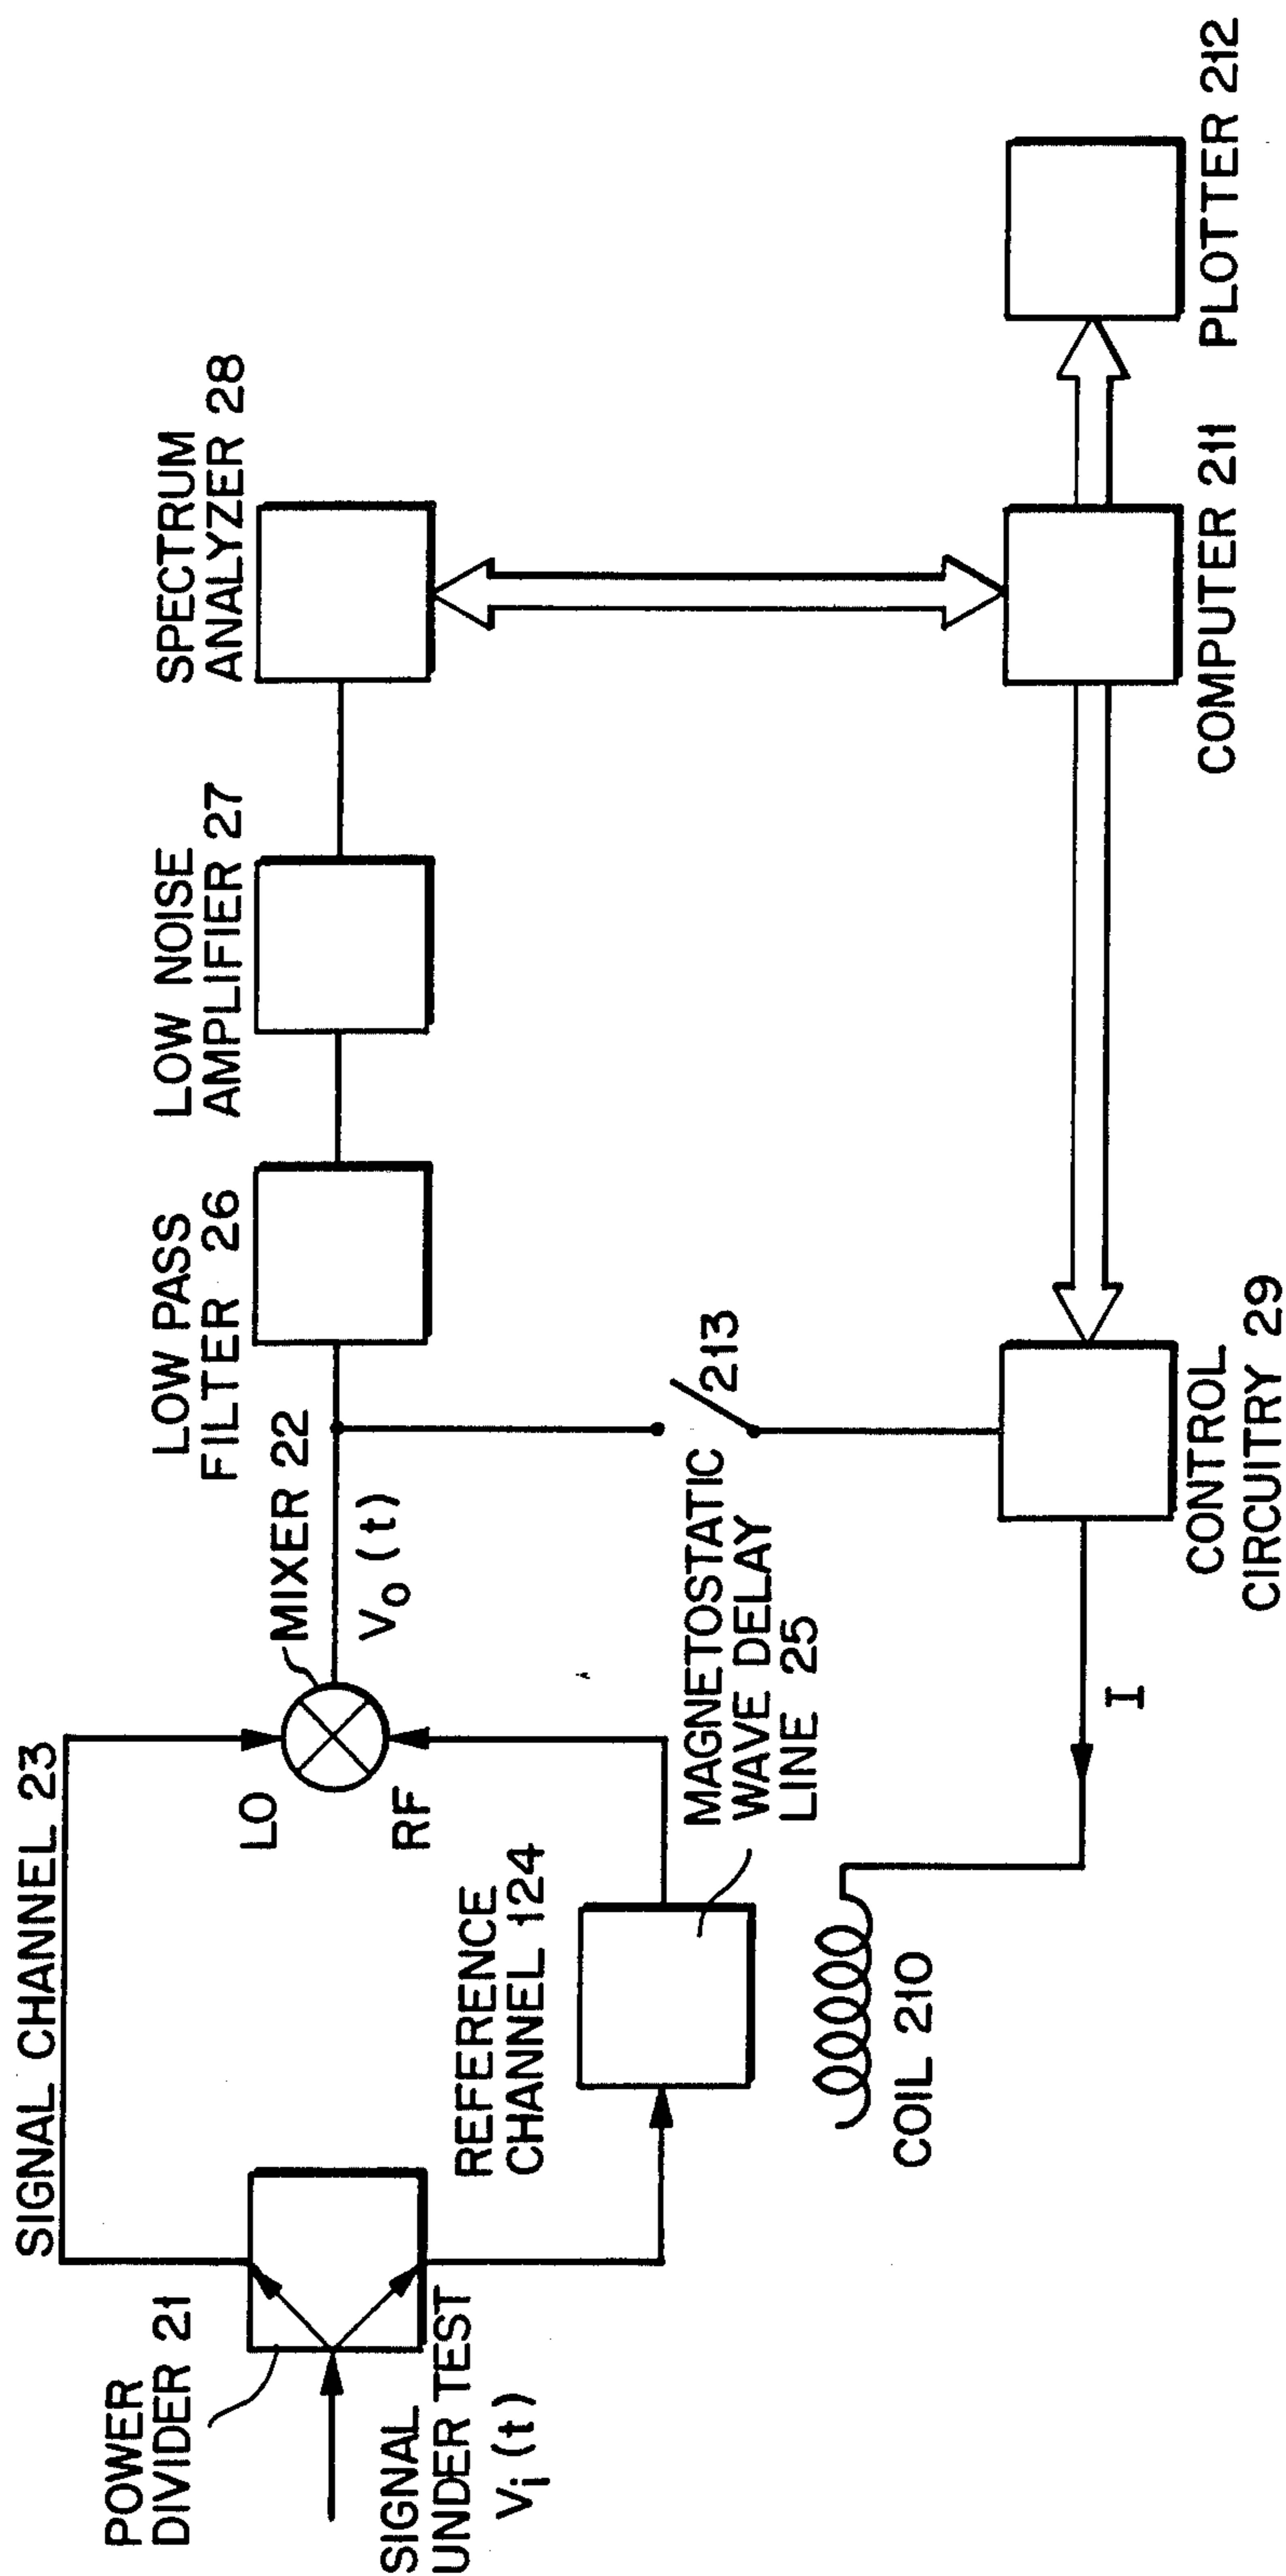 SIGNAL CHANNEL 23
POWER
DIVIDER 21
SIGNAL
UNDER TEST
Vi (t)
LO
RF
MIXER 22
Vo (t)
REFERENCE
CHANNEL 124
MAGNETOSTATIC
WAVE DELAY
LINE 25
LOW PASS
FILTER 26
LOW NOISE
AMPLIFIER 27
SPECTRUM
ANALYZER 28
213
COIL 210
I
CONTROL
CIRCUITRY 29
COMPUTER 211
PLOTTER 212